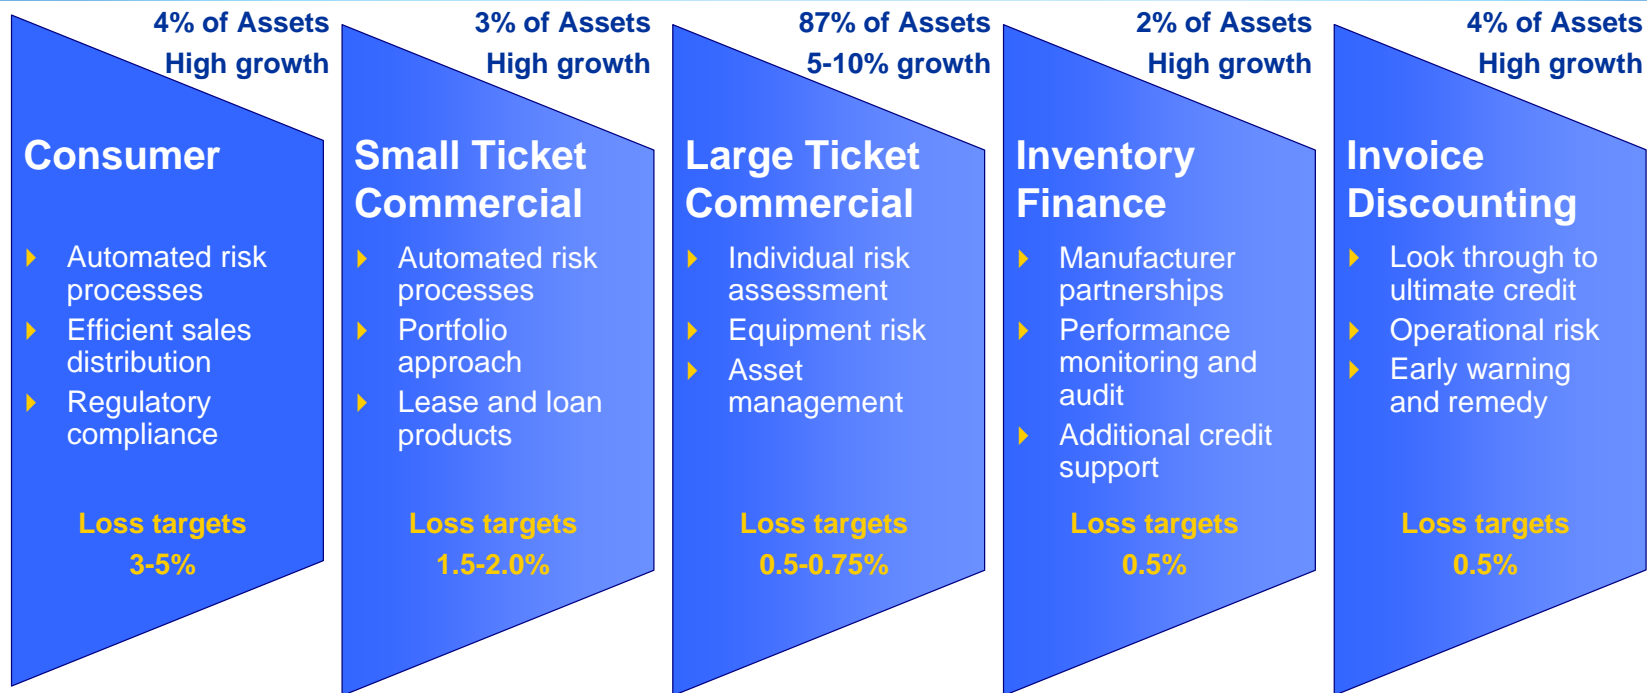 4% of Assets
High growth
Consumer
Automated risk
processes
Efficient sales
distribution
Regulatory
compliance
Loss targets
3-5%
3% of Assets
High growth
Small Ticket
Commercial
Automated risk
processes
Portfolio
approach
Lease and loan
products
Loss targets
1.5-2.0%
87% of Assets
5-10% growth
Large Ticket
Commercial
Individual risk
assessment
Equipment risk
Asset
management
Loss targets
0.5-0.75%
2% of Assets
High growth
Inventory
Finance
Manufacturer
partnerships
Performance
monitoring and
audit
Additional credit
support
Loss targets
0.5%
4% of Assets
High growth
Invoice
Discounting
Look through to
ultimate credit
Operational risk
Early warning
and remedy
Loss targets
0.5%